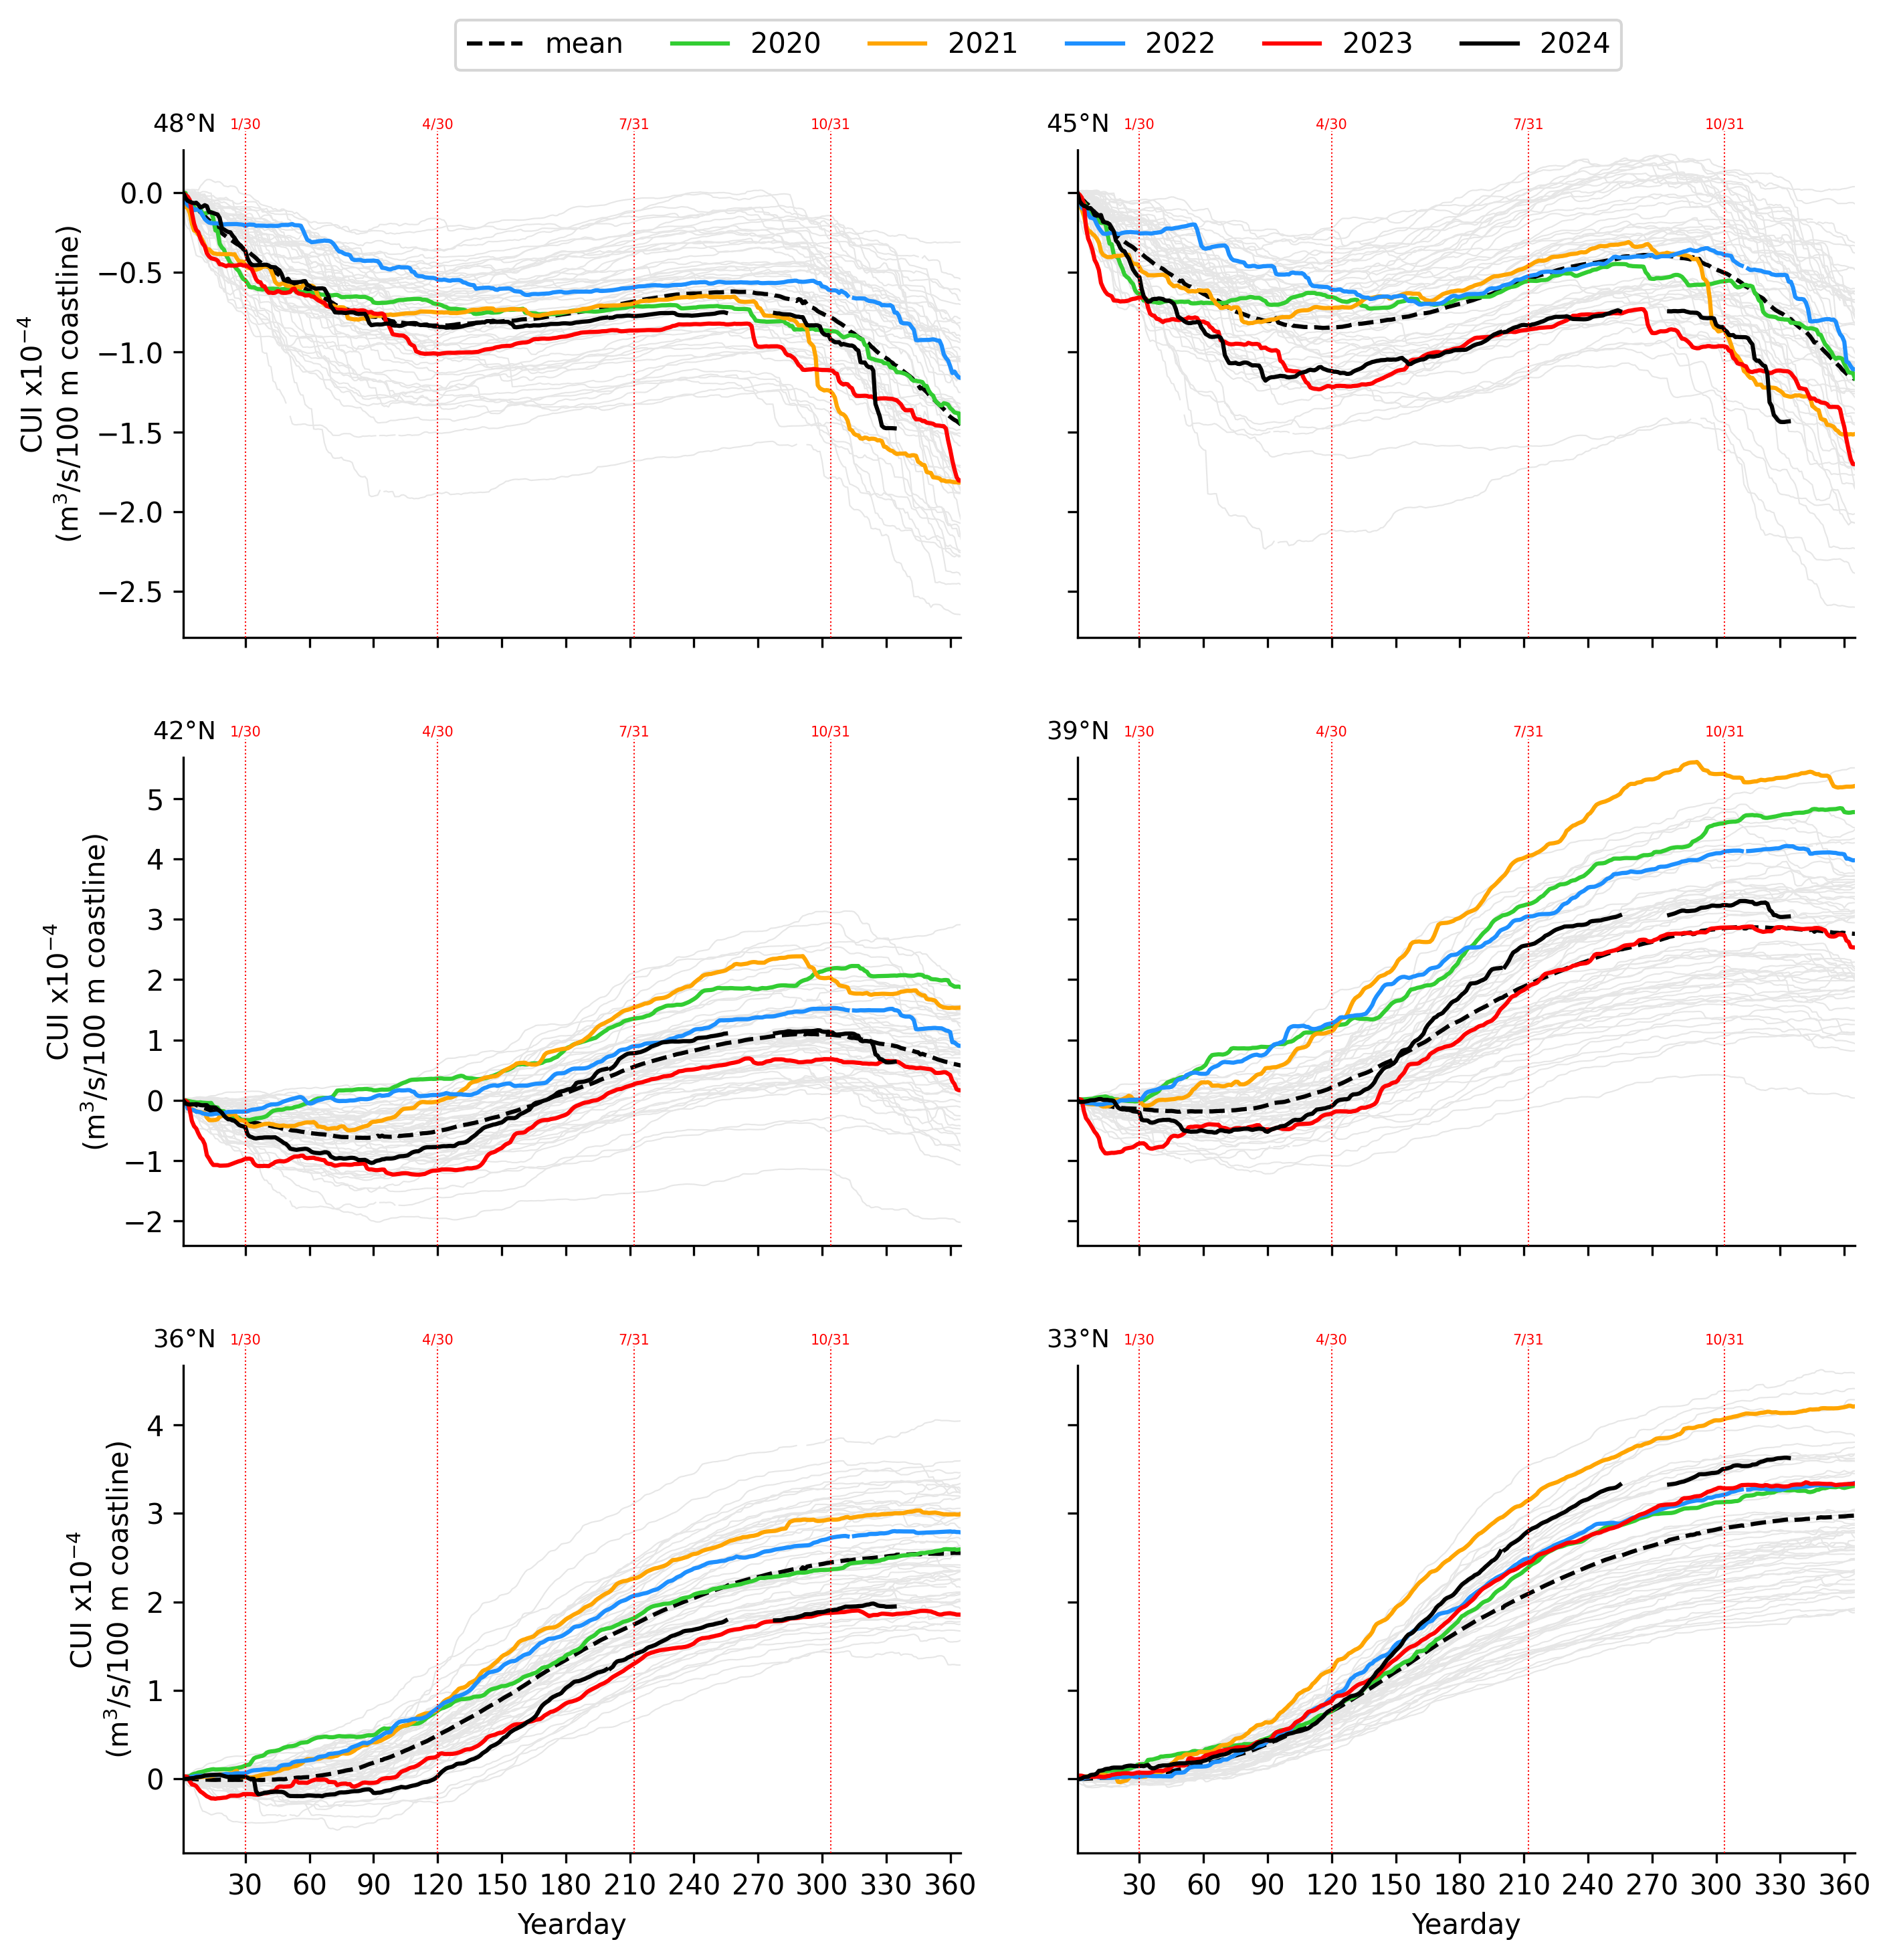 mean 2020 2021 2022 2023 2024
48°N 1/30 4/30 7/31 10/31
45°N 1/30 4/30 7/31 10/31
0.0
−0.5
−1.0
−1.5
−2.0
−2.5
CUI x10⁻⁴
(m³/s/100 m coastline)
42°N 1/30 4/30 7/31 10/31
39°N 1/30 4/30 7/31 10/31
5
4
3
2
1
0
−1
−2
CUI x10⁻⁴
(m³/s/100 m coastline)
36°N 1/30 4/30 7/31 10/31
33°N 1/30 4/30 7/31 10/31
4
3
2
1
0
CUI x10⁻⁴
(m³/s/100 m coastline)
30 60 90 120 150 180 210 240 270 300 330 360
Yearday
30 60 90 120 150 180 210 240 270 300 330 360
Yearday